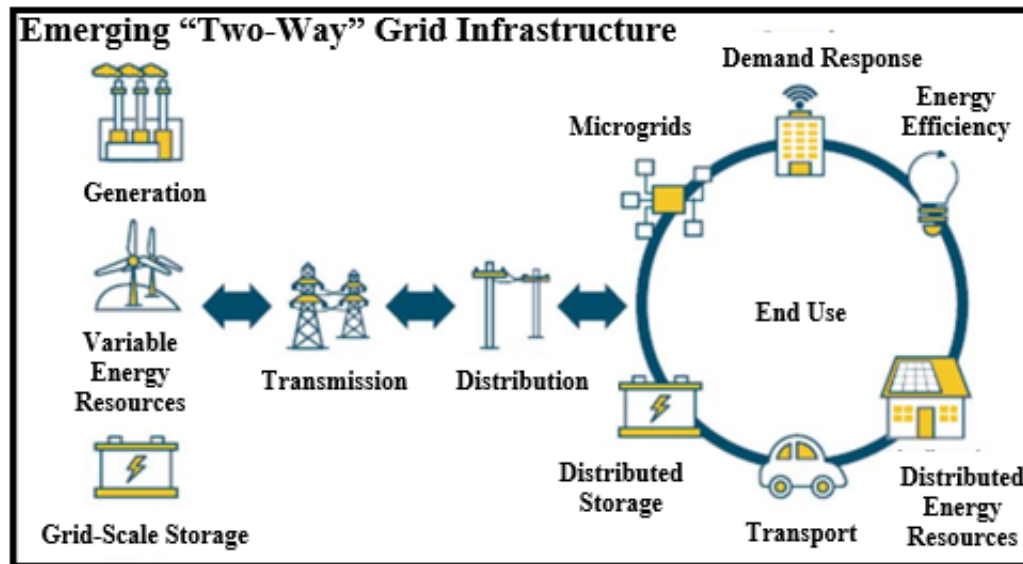 Emerging “Two-Way” Grid Infrastructure
Generation
Variable
Energy
Resources
Grid-Scale Storage
Transmission
Distribution
Microgrids
Demand Response
Energy
Efficiency
End Use
Distributed
Storage
Transport
Distributed
Energy
Resources